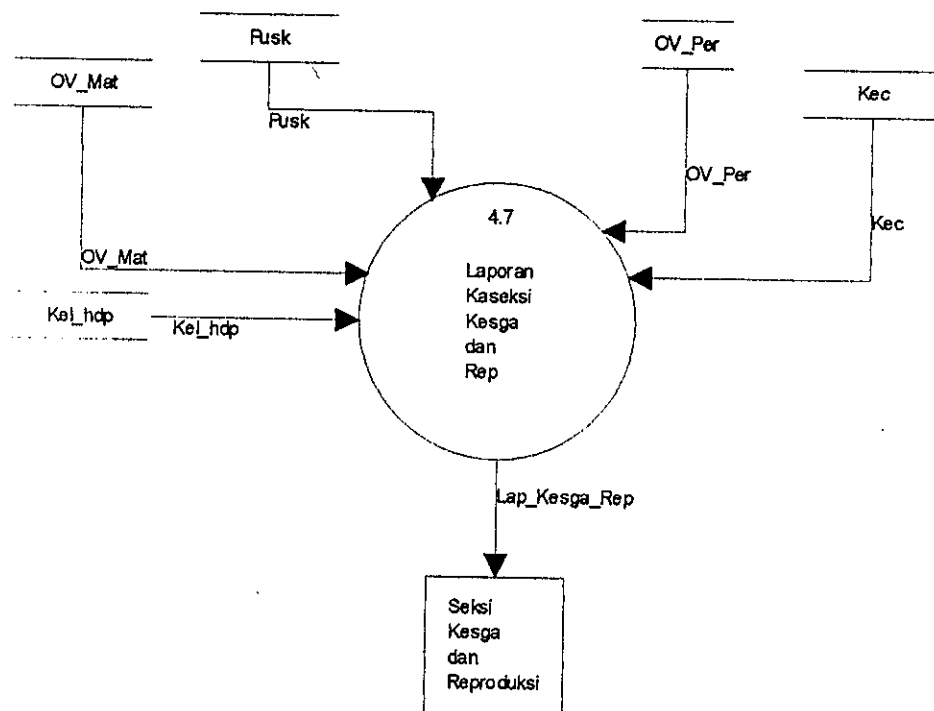 Pusk
OV_Per
OV_Mat
Kec
Pusk
OV_Per
4.7
Kec
OV_Mat
Laporan
Kaseksi
Kesga
dan
Rep
Kel_hdp
Kel_hdp
Lap_Kesga_Rep
Seksi
Kesga
dan
Reproduksi